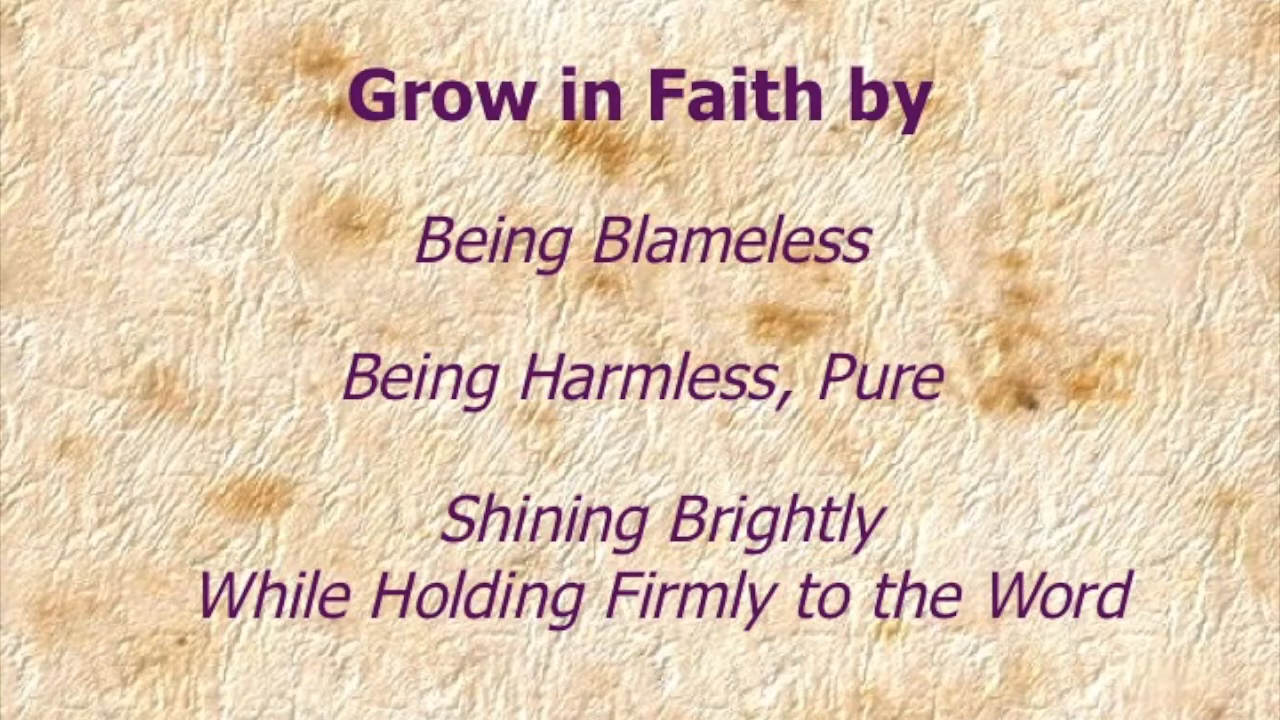 Grow in Faith by
Being Blameless
Being Harmless, Pure
Shining Brightly
While Holding Firmly to the Word